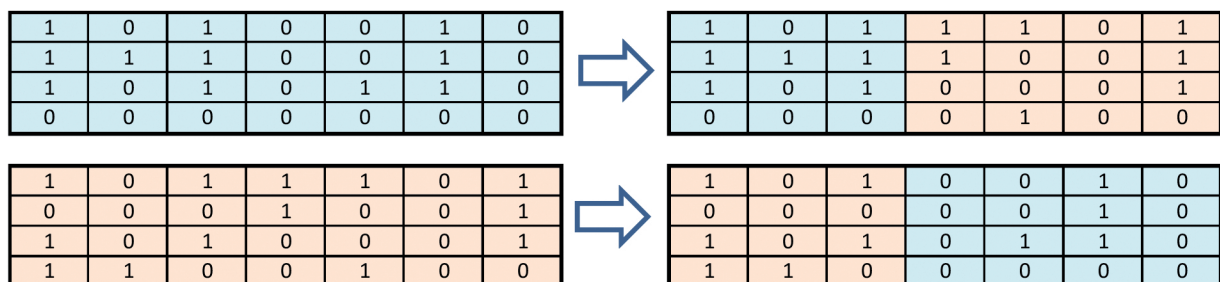 1 0 1 0 0 1 0 1 0 1 1 1 0 1
1 1 1 0 0 1 0 1 1 1 1 0 0 1
1 0 1 0 1 1 0 1 0 1 0 0 0 1
0 0 0 0 0 0 0 0 0 0 0 1 0 0
1 0 1 1 1 0 1 1 0 1 0 0 1 0
0 0 0 1 0 0 1 0 0 0 0 0 1 0
1 0 1 0 0 0 1 1 0 1 0 1 1 0
1 1 0 0 1 0 0 1 1 0 0 0 0 0